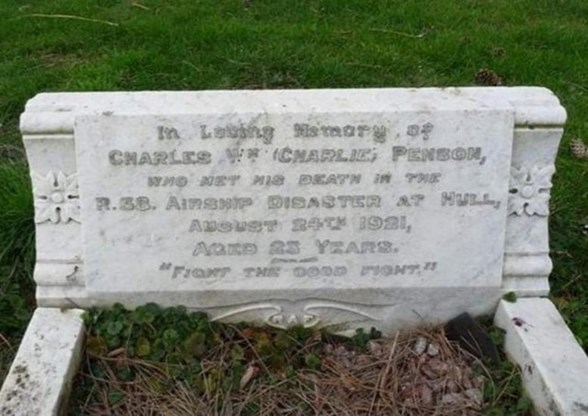 In Loving Memory of
CHARLES WM (CHARLIE) PENSON,
WHO MET HIS DEATH IN THE
R.38. AIRSHIP DISASTER AT HULL,
AUGUST 24TH 1921,
AGED 23 YEARS.
"FIGHT THE GOOD FIGHT."